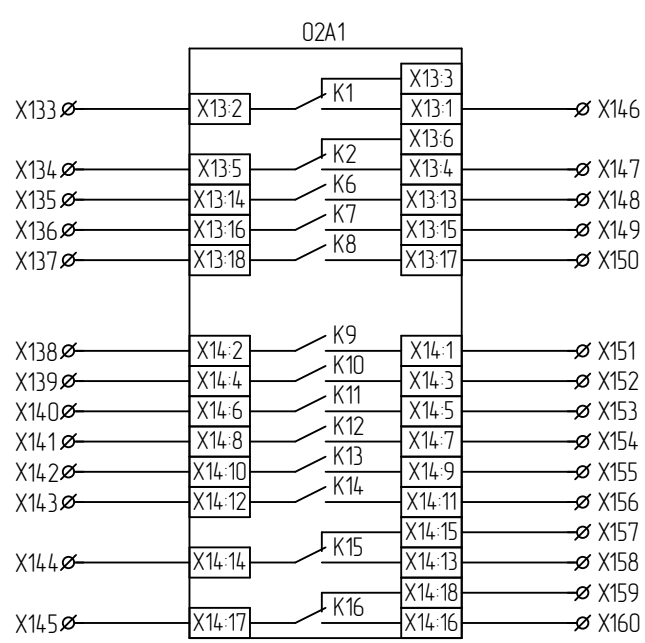 02A1
X13:3
X133 X13:2 K1 X13:1 X146
X13:6
X134 X13:5 K2 X13:4 X147
X135 X13:14 K6 X13:13 X148
X136 X13:16 K7 X13:15 X149
X137 X13:18 K8 X13:17 X150
X138 X14:2 K9 X14:1 X151
X139 X14:4 K10 X14:3 X152
X140 X14:6 K11 X14:5 X153
X141 X14:8 K12 X14:7 X154
X142 X14:10 K13 X14:9 X155
X143 X14:12 K14 X14:11 X156
X14:15 X157
X144 X14:14 K15 X14:13 X158
X14:18 X159
X145 X14:17 K16 X14:16 X160